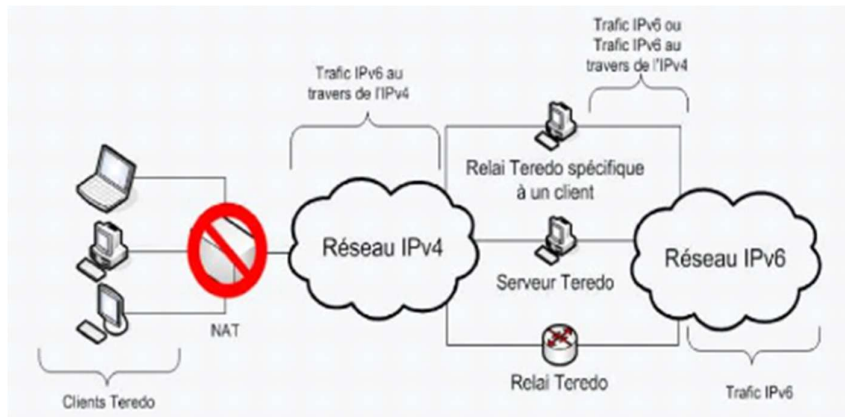 Trafic IPv6 ou
Trafic IPv6 au
travers de l'IPv4
Trafic IPv6 au
travers de l'IPv4
Relai Teredo spécifique
à un client
Réseau IPv4
Réseau IPv6
Serveur Teredo
NAT
Relai Teredo
Clients Teredo
Trafic IPv6